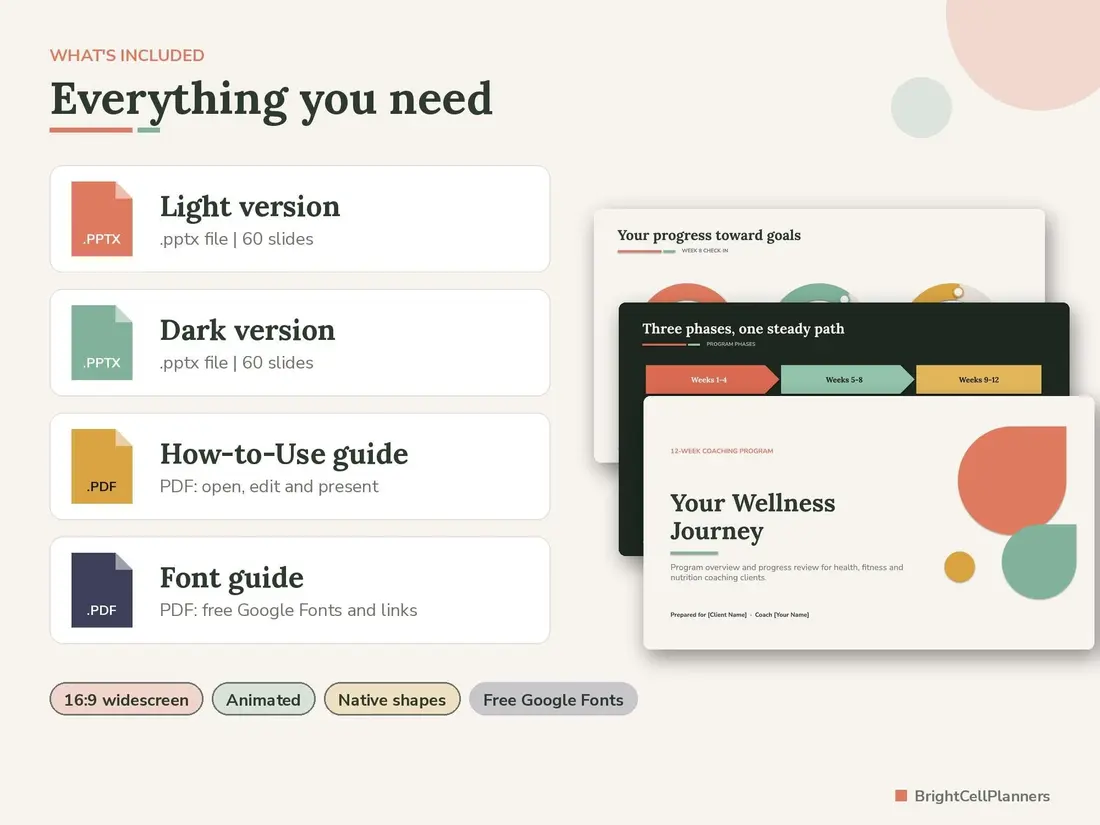 WHAT'S INCLUDED
Everything you need
.PPTX
Light version
.pptx file | 60 slides
.PPTX
Dark version
.pptx file | 60 slides
.PDF
How-to-Use guide
PDF: open, edit and present
.PDF
Font guide
PDF: free Google Fonts and links
Your progress toward goals
WEEK 6 CHECK-IN
Three phases, one steady path
PROGRAM PHASES
Weeks 1-4
Weeks 5-8
Weeks 9-12
12-WEEK COACHING PROGRAM
Your Wellness
Journey
Program overview and progress review for health, fitness and
nutrition coaching clients.
Prepared for [Client Name] · Coach [Your Name]
16:9 widescreen
Animated
Native shapes
Free Google Fonts
BrightCellPlanners